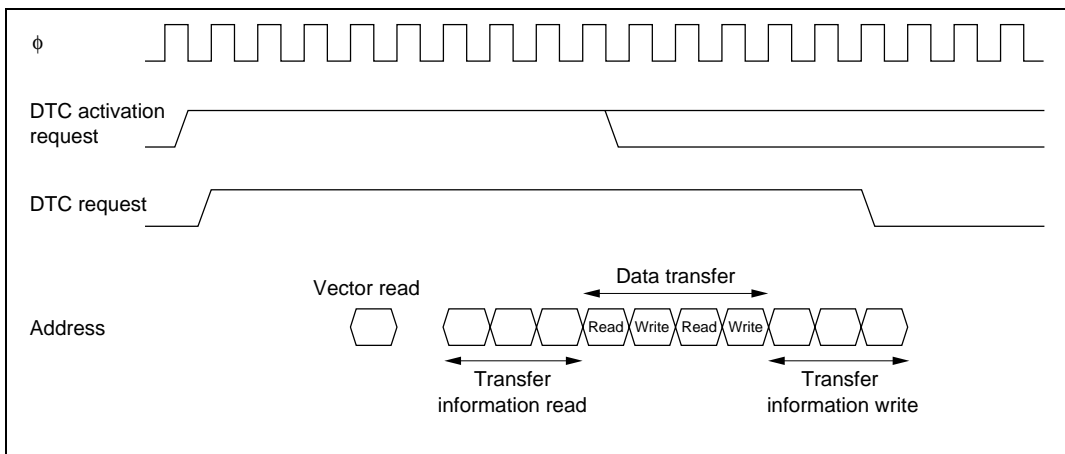 ϕ
DTC activation
request
DTC request
Data transfer
Vector read
Address
Read Write Read Write
Transfer
information read
Transfer
information write